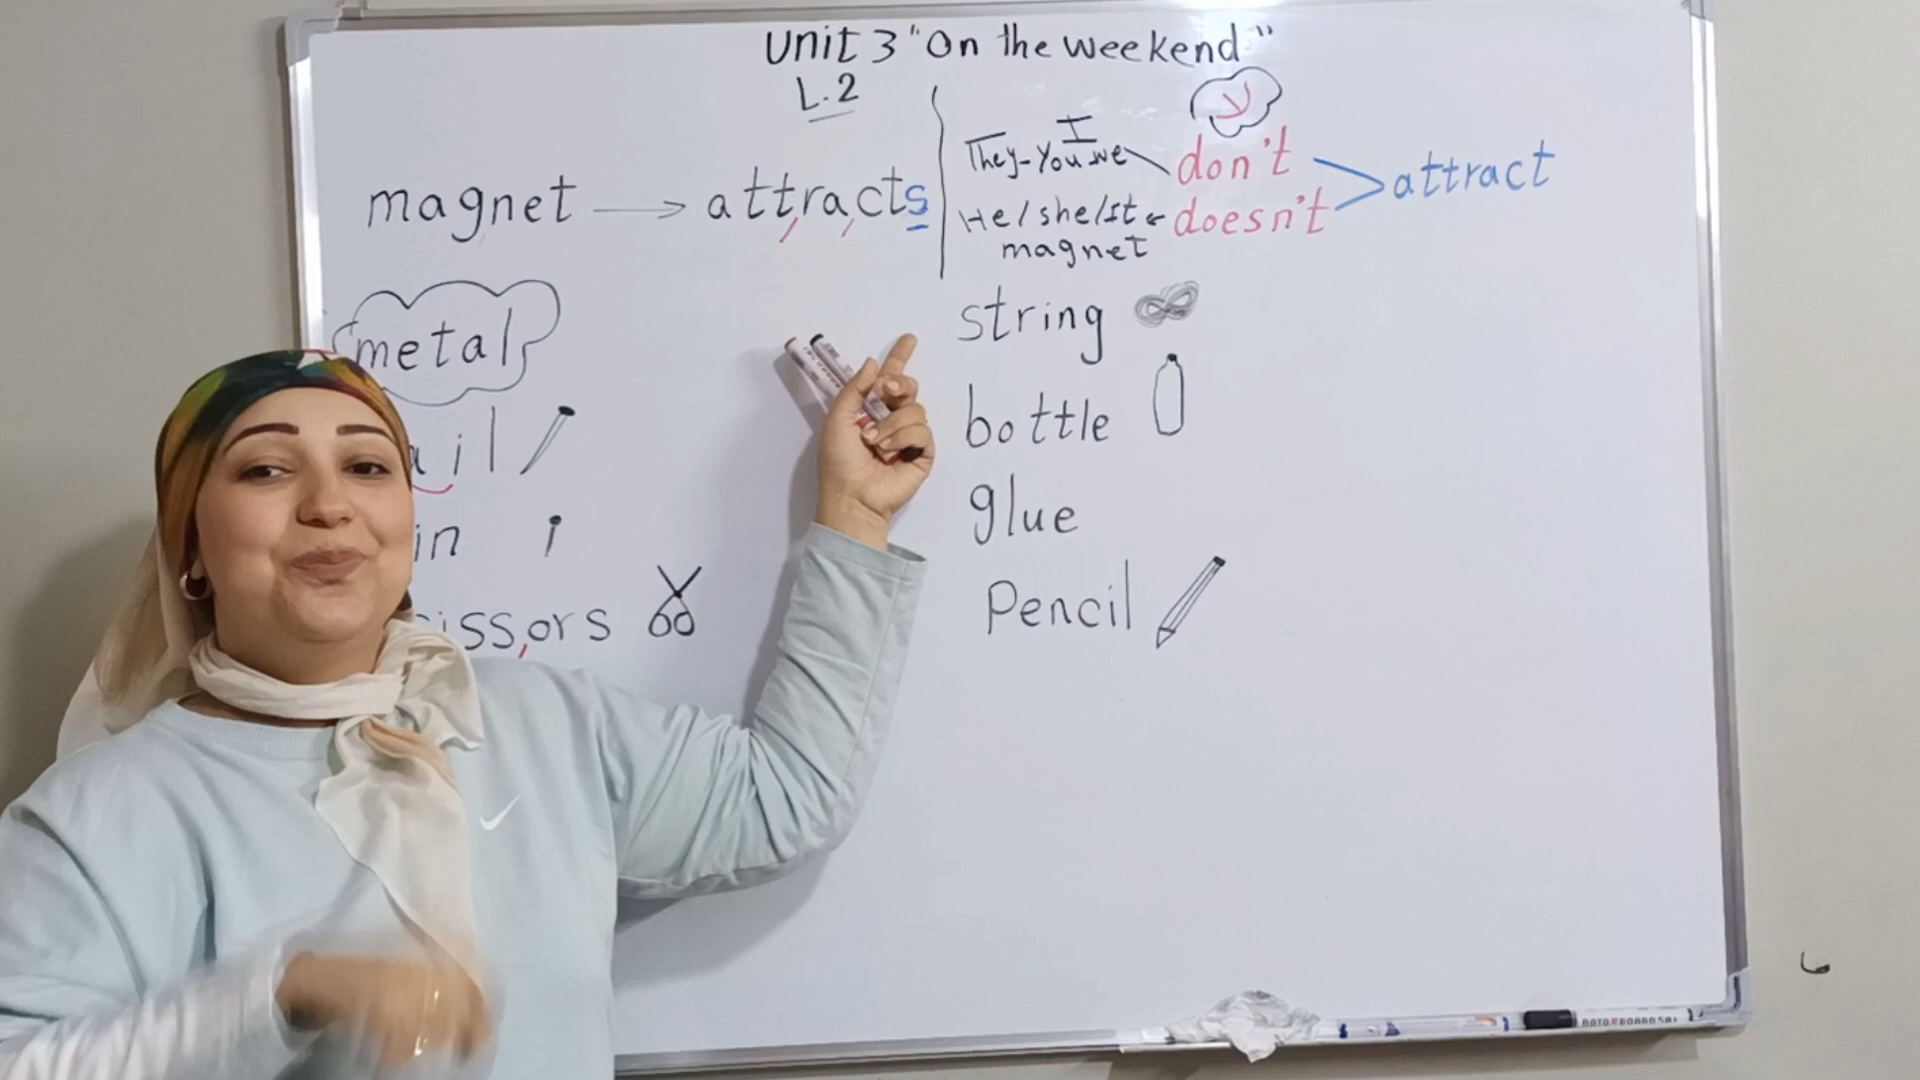 Unit 3 "On the weekend"
L.2
magnet → attracts
I
They-You we
don't
He/she/It
magnet
doesn't
attract
metal
string
bottle
glue
Pencil